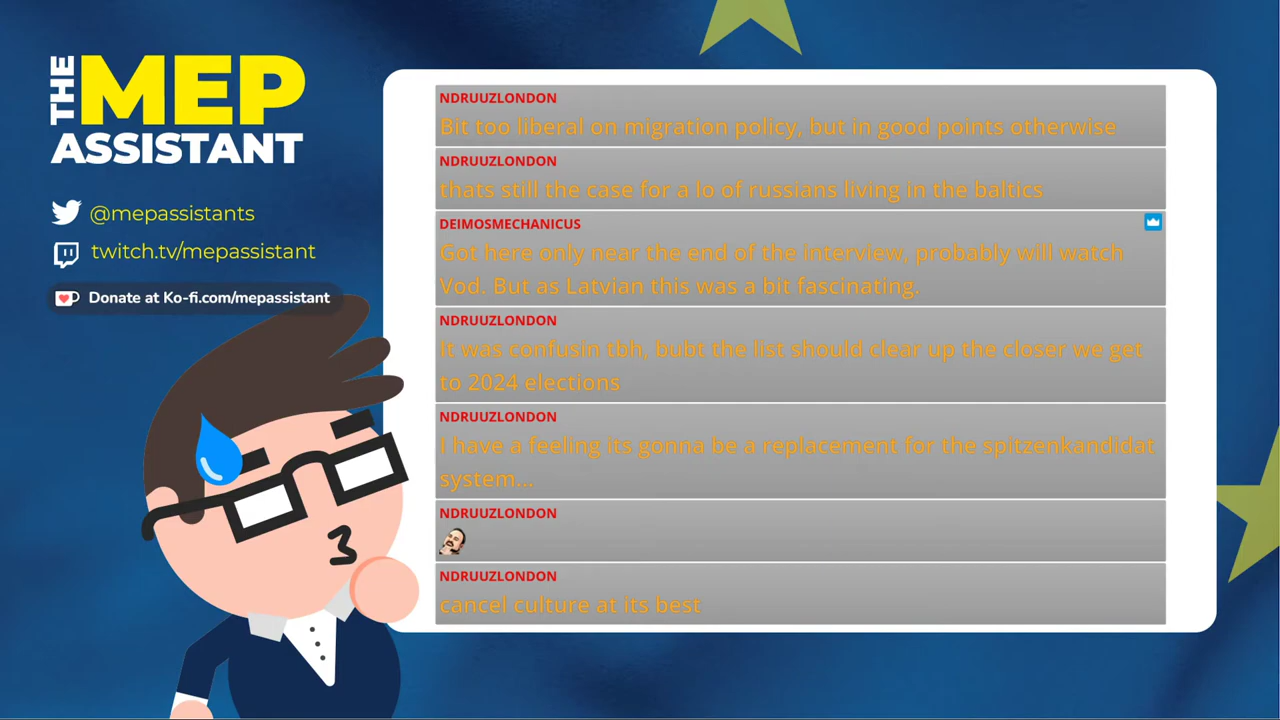 THE MEP
ASSISTANT
@mepassistants
twitch.tv/mepassistant
Donate at Ko-fi.com/mepassistant
NDRUUZLONDON
Bit too liberal on migration policy, but in good points otherwise
NDRUUZLONDON
thats still the case for a lo of russians living in the baltics
DEIMOSMECHANICUS
Got here only near the end of the interview, probably will watch
Vod. But as Latvian this was a bit fascinating.
NDRUUZLONDON
It was confusin tbh, bubt the list should clear up the closer we get
to 2024 elections
NDRUUZLONDON
I have a feeling its gonna be a replacement for the spitzenkandidat
system...
NDRUUZLONDON
NDRUUZLONDON
cancel culture at its best